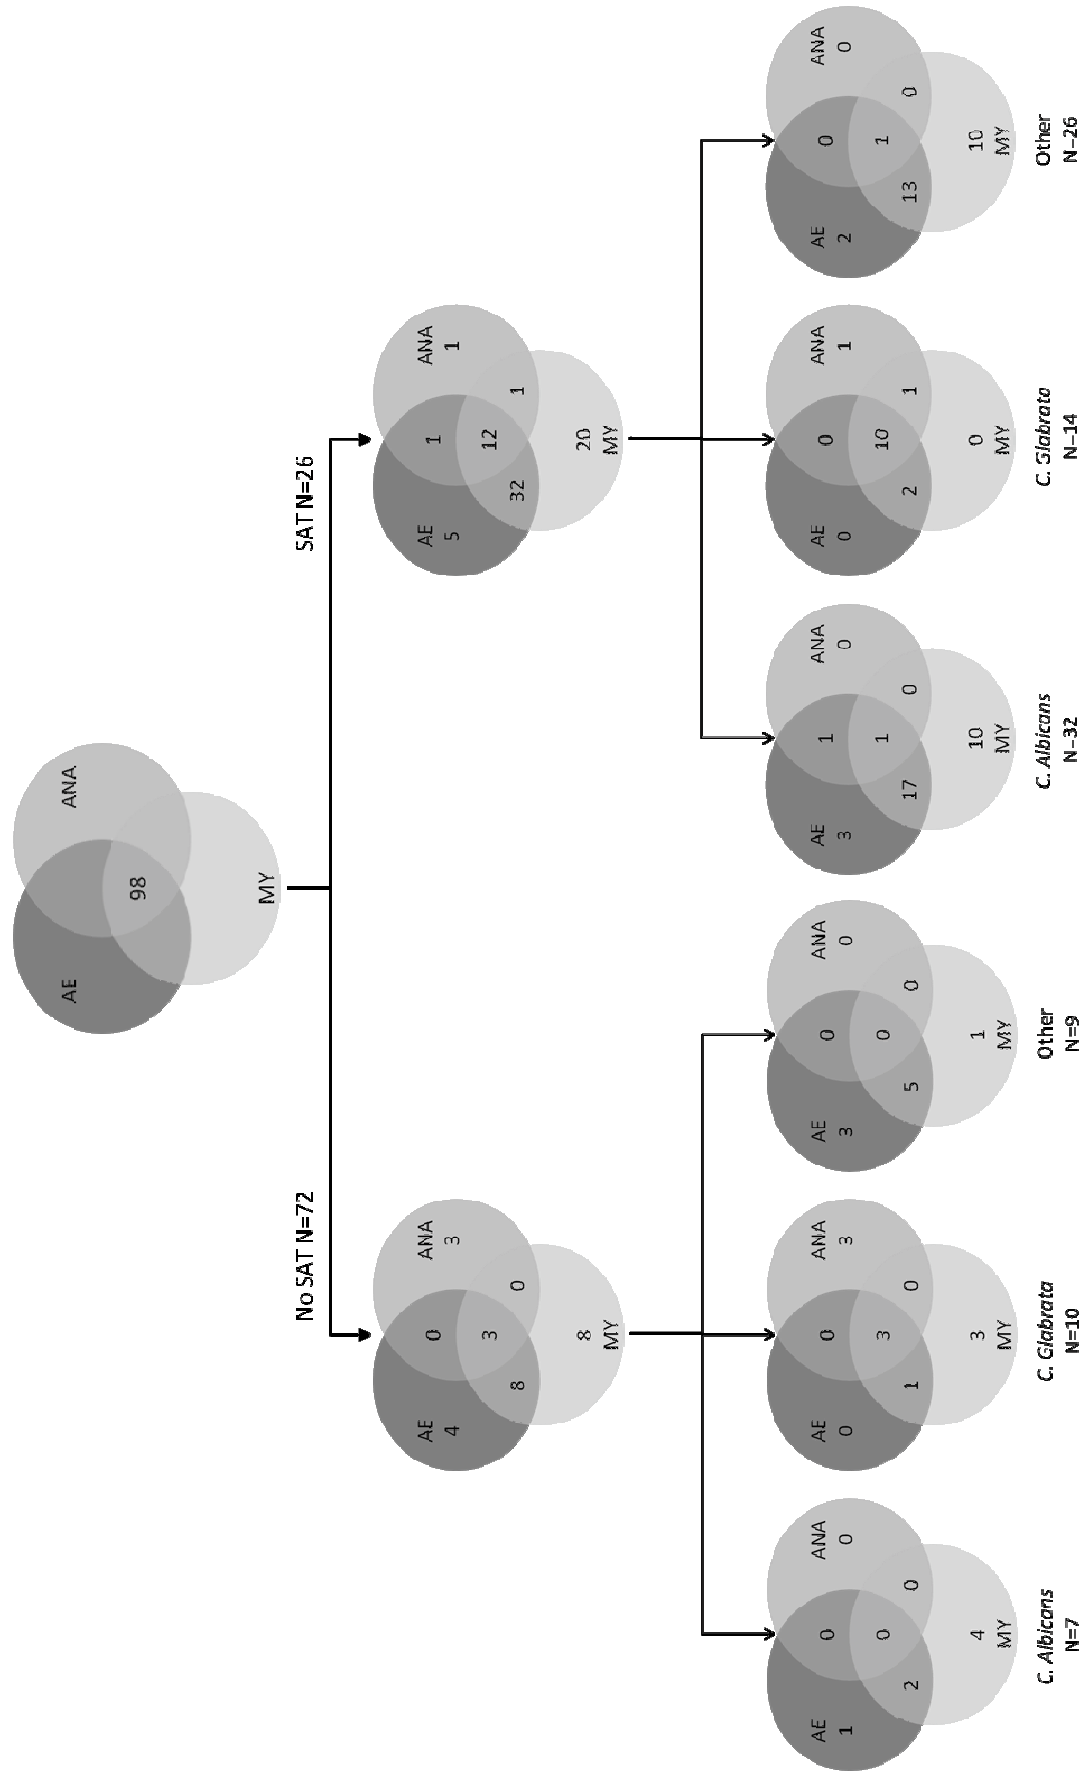 AE
ANA
98
MY
No SAT N=72
SAT N=26
AE
4
ANA
3
0
3
8
0
8
MY
AE
5
ANA
1
1
12
32
1
20
MY
AE
1
ANA
0
0
0
2
0
4
MY
C. Albicans
N=7
AE
0
ANA
3
0
3
1
0
3
MY
C. Glabrata
N=10
AE
3
ANA
0
0
0
5
0
1
MY
Other
N=9
AE
3
ANA
0
1
1
17
0
10
MY
C. Albicans
N–32
AE
0
ANA
1
0
10
2
1
0
MY
C. Glabrata
N–14
AE
2
ANA
0
0
1
13
0
10
MY
Other
N–26